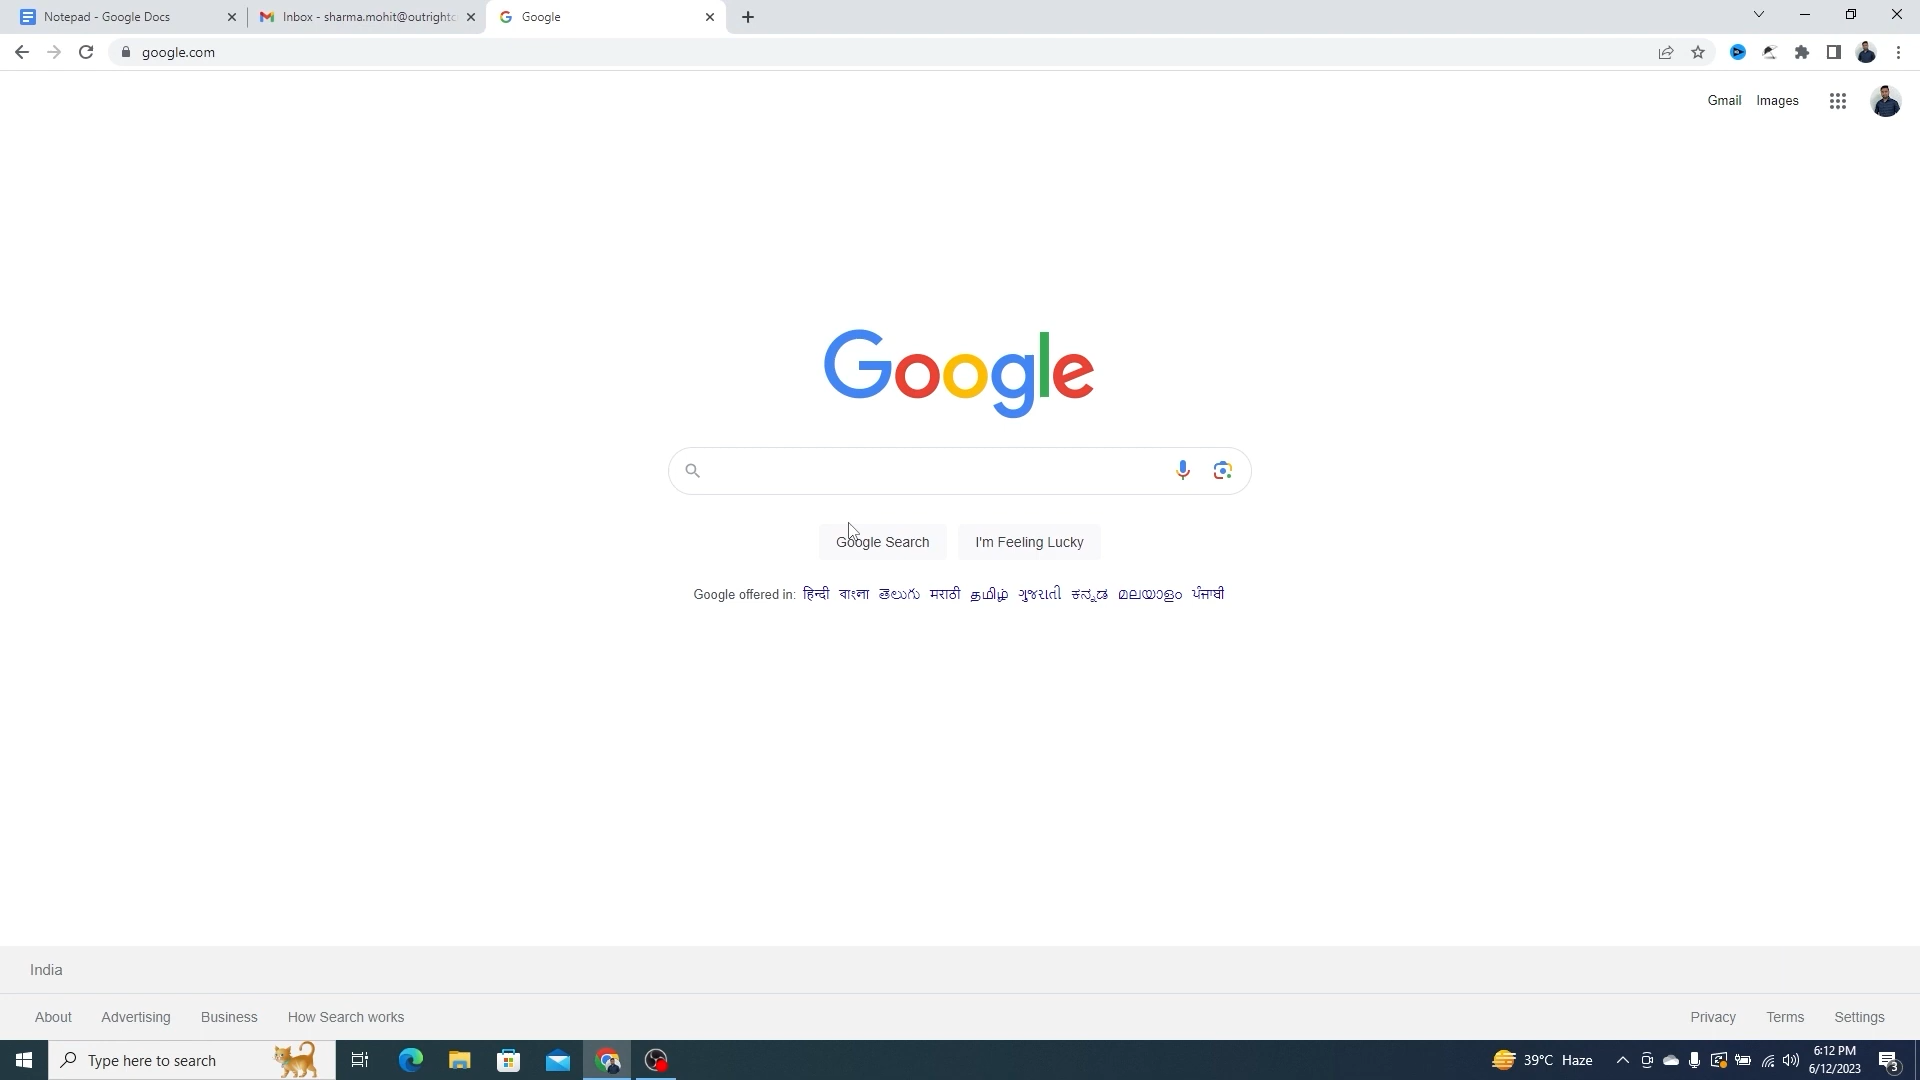 Notepad - Google Docs
Inbox - sharma.mohit@outrightc
Google
google.com
Gmail Images
Google
Google Search
I'm Feeling Lucky
Google offered in: हिन्दी বাংলা తెలుగు मराठी தமிழ் ગુજરાતી ಕನ್ನಡ മലയാളം ਪੰਜਾਬੀ
India
About Advertising Business How Search works
Privacy Terms Settings
Type here to search
39°C Haze
6:12 PM
6/12/2023
3